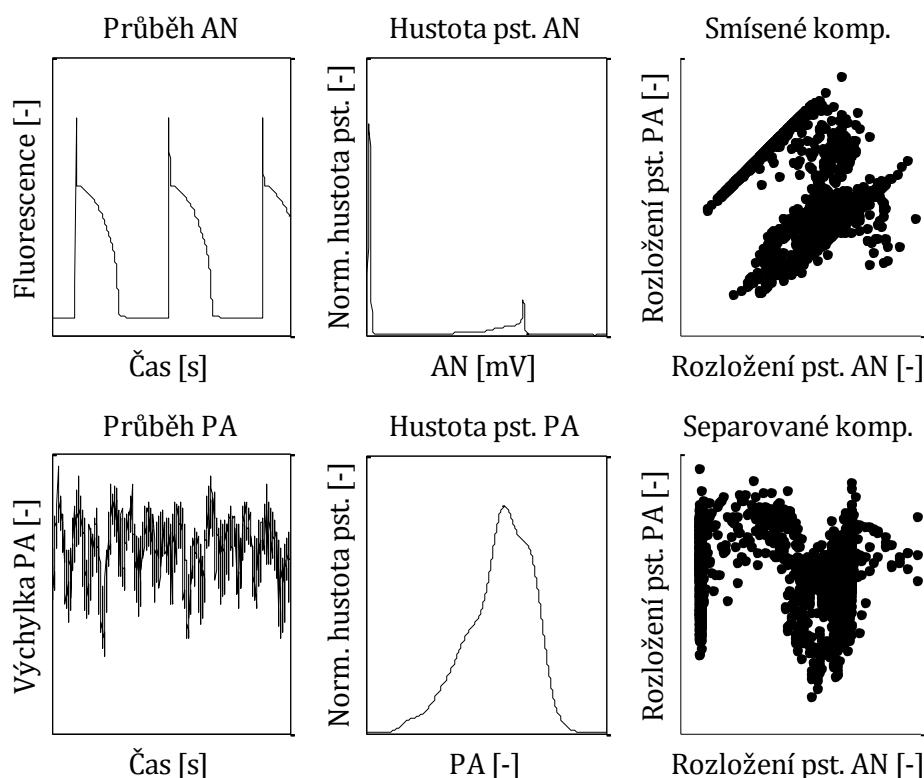 Průběh AN
Hustota pst. AN
Smísené komp.
Fluorescence [-]
Norm. hustota pst. [-]
Rozložení pst. PA [-]
Čas [s]
AN [mV]
Rozložení pst. AN [-]
Průběh PA
Hustota pst. PA
Separované komp.
Výchylka PA [-]
Norm. hustota pst. [-]
Rozložení pst. PA [-]
Čas [s]
PA [-]
Rozložení pst. AN [-]